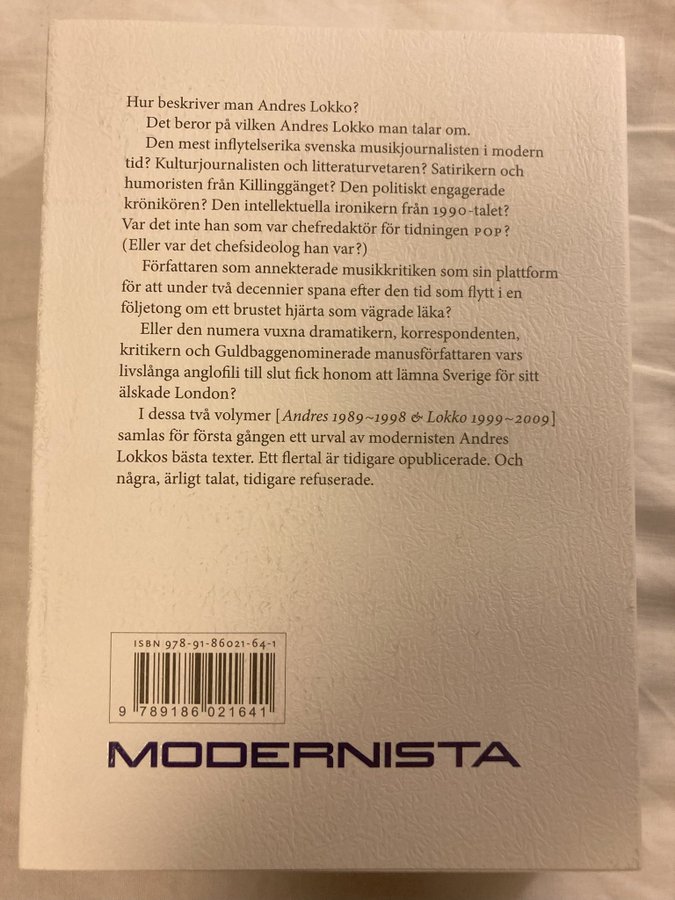 Hur beskriver man Andres Lokko?
Det beror på vilken Andres Lokko man talar om.
Den mest inflytelserika svenska musikjournalisten i modern
tid? Kulturjournalisten och litteraturvetaren? Satirikern och
humoristen från Killinggänget? Den politiskt engagerade
krönikören? Den intellektuella ironikern från 1990-talet?
Var det inte han som var chefredaktör för tidningen POP?
(Eller var det chefsideolog han var?)
Författaren som annekterade musikkritiken som sin plattform
för att under två decennier spana efter den tid som flytt i en
följetong om ett brustet hjärta som vägrade läka?
Eller den numera vuxna dramatikern, korrespondenten,
kritikern och Guldbaggenominerade manusförfattaren vars
livslånga anglofili till slut fick honom att lämna Sverige för sitt
älskade London?
I dessa två volymer [Andres 1989~1998 & Lokko 1999~2009]
samlas för första gången ett urval av modernisten Andres
Lokkos bästa texter. Ett flertal är tidigare opublicerade. Och
några, ärligt talat, tidigare refuserade.
ISBN 978-91-86021-64-1
9 789186 021641
MODERNISTA